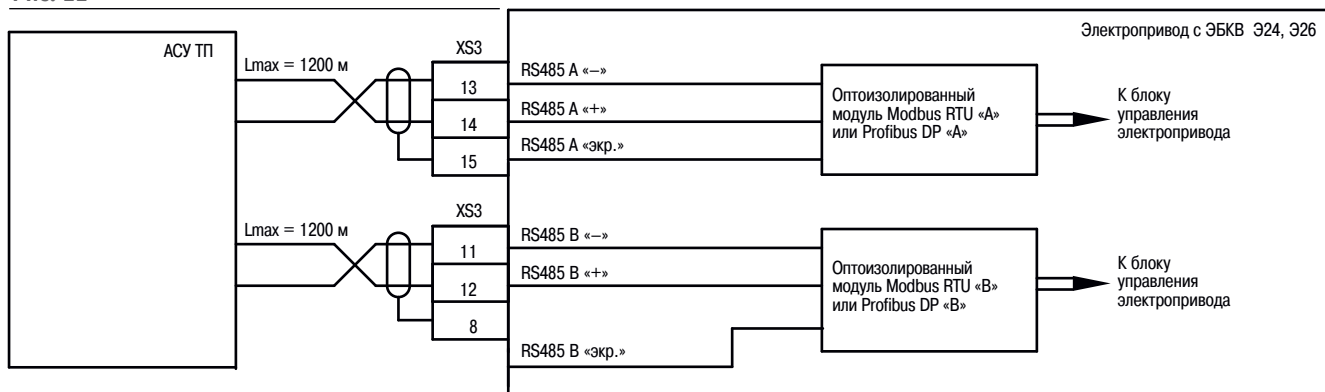 Электропривод с ЭБКВ Э24, Э26
АСУ ТП
Lmax = 1200 м
XS3
13
14
15
RS485 А «–»
RS485 А «+»
RS485 А «экр.»
Оптоизолированный
модуль Modbus RTU «А»
или Profibus DP «А»
К блоку
управления
электропривода
Lmax = 1200 м
XS3
11
12
8
RS485 В «–»
RS485 В «+»
RS485 В «экр.»
Оптоизолированный
модуль Modbus RTU «В»
или Profibus DP «В»
К блоку
управления
электропривода